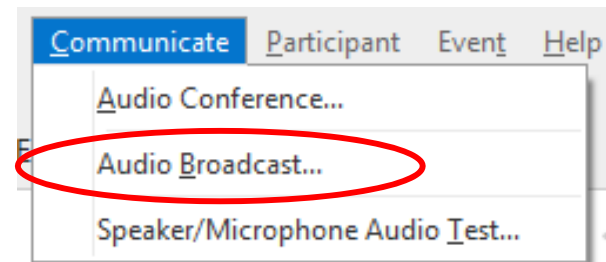 Communicate Participant Event Help
Audio Conference...
Audio Broadcast...
Speaker/Microphone Audio Test...